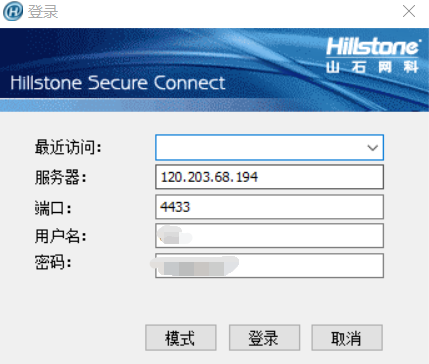 登录
Hillstone
山石网科
Hillstone Secure Connect
最近访问:
服务器: 120.203.68.194
端口: 4433
用户名:
密码:
模式 登录 取消